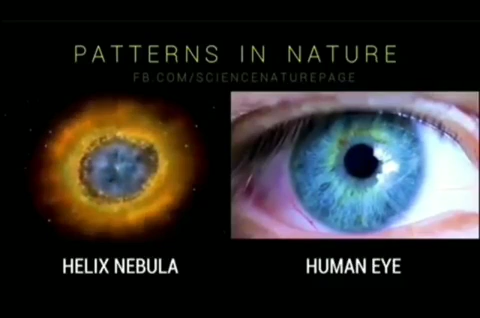 PATTERNS IN NATURE
FB.COM/SCIENCENATUREPAGE
HELIX NEBULA
HUMAN EYE